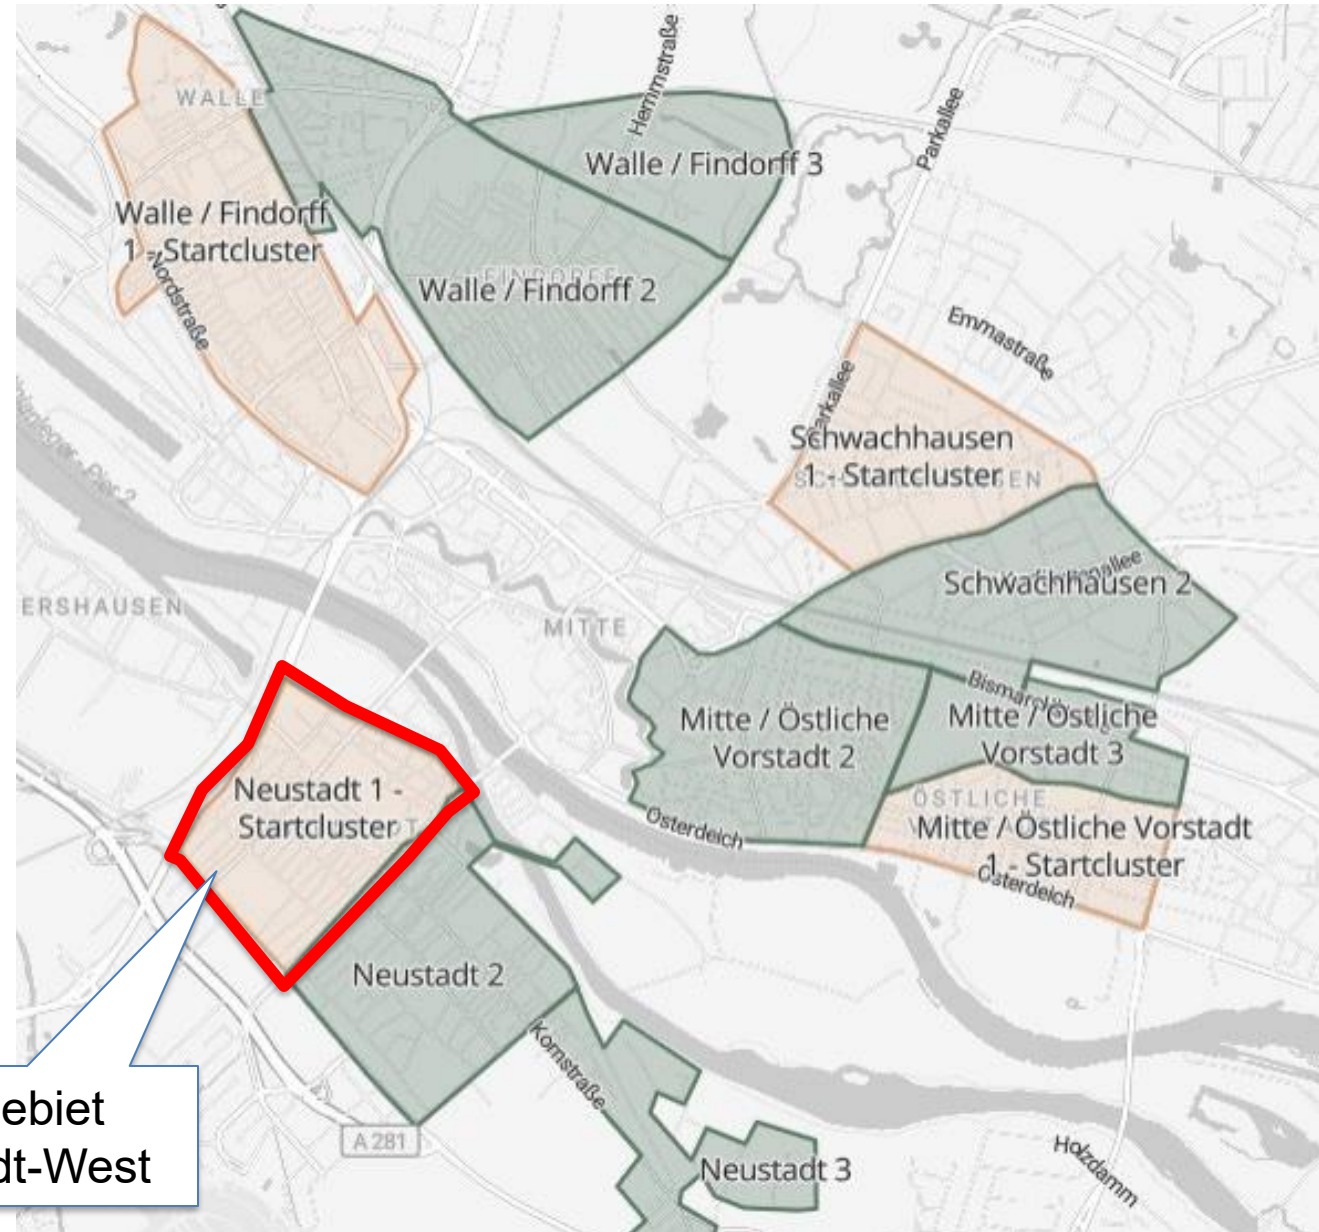 Hemmstraße
WALLE
Parkallee
Walle / Findorff 3
Walle / Findorff
1 - Startcluster
Nordstraße
FINDORFF
Walle / Findorff 2
Emmastraße
Parkallee
Schwachhausen
1 - Startcluster
Schwachhausen 2
ERSHAUSEN
MITTE
Mitte / Östliche
Vorstadt 2
Mitte / Östliche
Vorstadt 3
Neustadt 1 -
Startcluster
ÖSTLICHE
Osterdeich
Mitte / Östliche Vorstadt
1 - Startcluster
Osterdeich
Neustadt 2
Kornstraße
ebiet
dt-West
A 281
Neustadt 3
Holzdamm